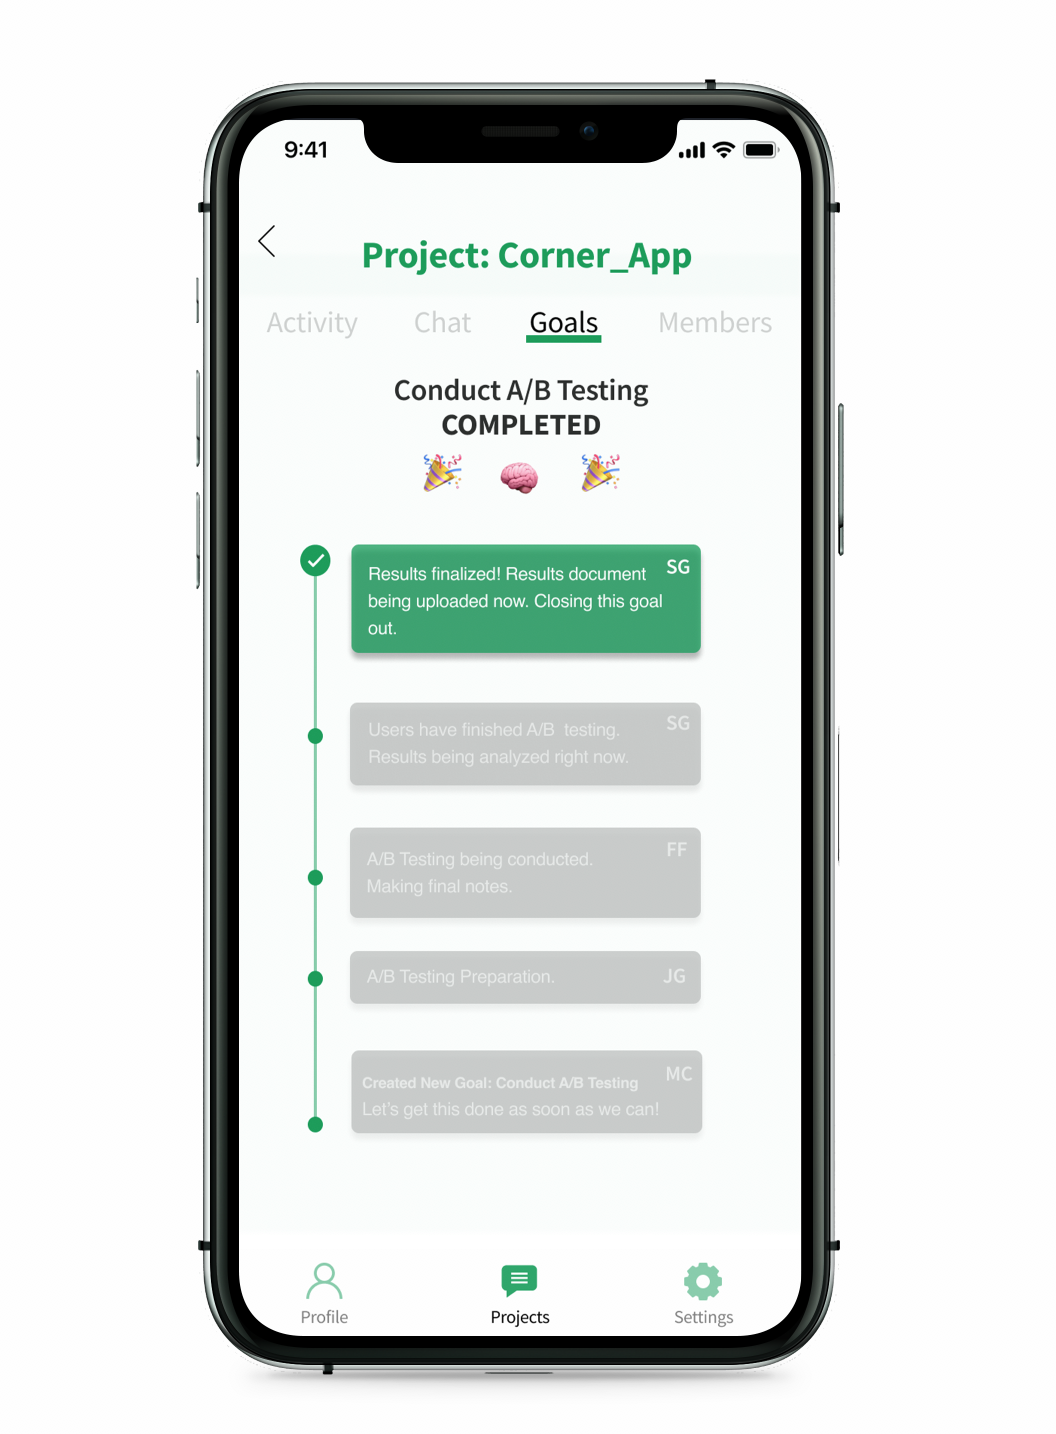 9:41
Project: Corner_App
Activity Chat Goals Members
Conduct A/B Testing
COMPLETED
Results finalized! Results document SG
being uploaded now. Closing this goal
out.
Users have finished A/B testing. SG
Results being analyzed right now.
A/B Testing being conducted. FF
Making final notes.
A/B Testing Preparation. JG
Created New Goal: Conduct A/B Testing MC
Let's get this done as soon as we can!
Profile Projects Settings